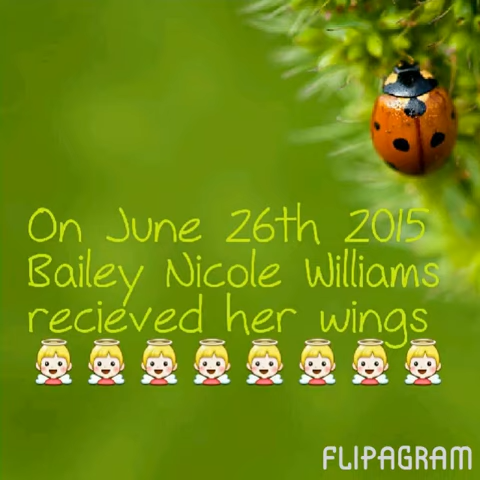 On June 26th 2015
Bailey Nicole Williams
recieved her wings
FLIPAGRAM